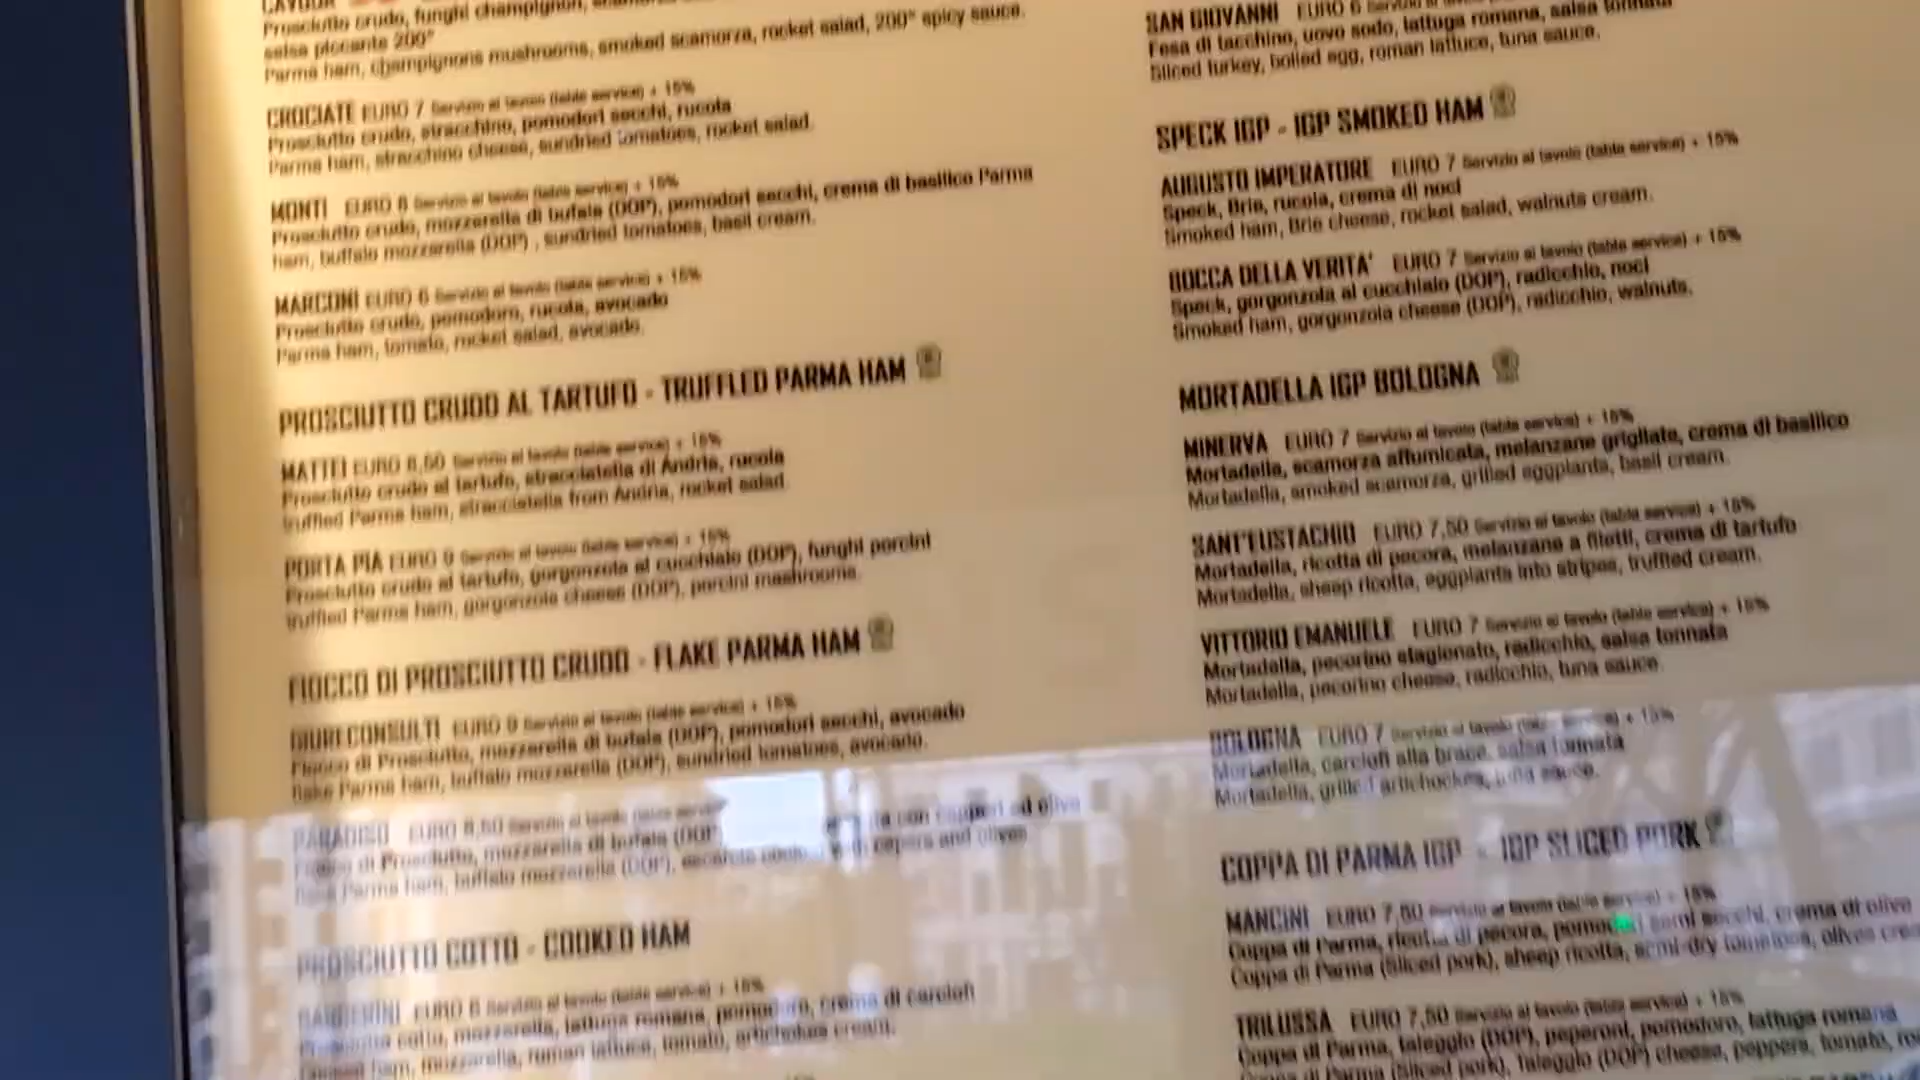 CAVOUR
Prosciutto crudo, funghi champignon,
salsa piccante 200°
Parma ham, champignons mushrooms, smoked scamorza, rocket salad, 200° spicy sauce.
CROCIATE EURO 7 Servizio al tavolo (table service) + 15%
Prosciutto crudo, stracchino, pomodori secchi, rucola
Parma ham, stracchino cheese, sundried tomatoes, rocket salad.
MONTI EURO 8 Servizio al tavolo (table service) + 15%
Prosciutto crudo, mozzarella di bufala (DOP), pomodori secchi, crema di basilico Parma
ham, buffalo mozzarella (DOP) , sundried tomatoes, basil cream.
MARCONI EURO 6 Servizio al tavolo (table service) + 15%
Prosciutto crudo, pomodoro, rucola, avocado
Parma ham, tomato, rocket salad, avocado.
PROSCIUTTO CRUDO AL TARTUFO - TRUFFLED PARMA HAM
MATTEI EURO 8,50 Servizio al tavolo (table service) + 15%
Prosciutto crudo al tartufo, stracciatella di Andria, rucola
truffled Parma ham, stracciatella from Andria, rocket salad
PORTA PIA EURO 9 Servizio al tavolo (table service) + 15%
Prosciutto crudo al tartufo, gorgonzola al cucchiaio (DOP), funghi porcini
truffled Parma ham, gorgonzola cheese (DOP), porcini mashrooms.
FIOCCO DI PROSCIUTTO CRUDO - FLAKE PARMA HAM
GIURECONSULTI EURO 9 Servizio al tavolo (table service) + 15%
Fiocco di Prosciutto, mozzarella di bufala (DOP), pomodori secchi, avocado
flake Parma ham, buffalo mozzarella (DOP), sundried tomatoes, avocado.
PARADISO EURO 8,50 Servizio al tavolo (table
Fiocco di Prosciutto, mozzarella di bufala (DOP con capperi ed olive
flake Parma ham, buffalo mozzarella (DOP), escarole capers and olives
PROSCIUTTO COTTO - COOKED HAM
BARBERINI EURO 6 Servizio al tavolo (table service) + 15%
Prosciutto cotto, mozzarella, lattuga romana, pomodoro, crema di carciofi
Cooked ham, mozzarella, roman lattuce, tomato, artichokes cream.
SAN GIOVANNI EURO 6 Servizio al
Fesa di tacchino, uovo sodo, lattuga romana, salsa tonnata
Sliced turkey, boiled egg, roman lattuce, tuna sauce.
SPECK IGP - IGP SMOKED HAM
AUGUSTO IMPERATORE EURO 7 Servizio al tavolo (table service) + 15%
Speck, Brie, rucola, crema di noci
Smoked ham, Brie cheese, rocket salad, walnuts cream.
BOCCA DELLA VERITA' EURO 7 Servizio al tavolo (table service) + 15%
Speck, gorgonzola al cucchiaio (DOP), radicchio, noci
Smoked ham, gorgonzola cheese (DOP), radicchio, walnuts.
MORTADELLA IGP BOLOGNA
MINERVA EURO 7 Servizio al tavolo (table service) + 15%
Mortadella, scamorza affumicata, melanzane grigliate, crema di basilico
Mortadella, smoked scamorza, grilled eggplants, basil cream.
SANT'EUSTACHIO EURO 7,50 Servizio al tavolo (table service) + 15%
Mortadella, ricotta di pecora, melanzane a filetti, crema di tartufo
Mortadella, sheep ricotta, eggplants into stripes, truffled cream.
VITTORIO EMANUELE EURO 7 Servizio al tavolo (table service) + 15%
Mortadella, pecorino stagionato, radicchio, salsa tonnata
Mortadella, pecorino cheese, radicchio, tuna sauce.
BOLOGNA EURO 7 Servizio al tavolo + 15%
Mortadella, carciofi alla brace, salsa tonnata
Mortadella, grilled artichockes, tuna sauce.
COPPA DI PARMA IGP - IGP SLICED PORK
MANCINI EURO 7,50 Servizio al tavolo (table service) + 15%
Coppa di Parma, ricotta di pecora, pomodori semi secchi, crema di olive
Coppa di Parma (Sliced pork), sheep ricotta, semi-dry tomatoes, olives
TRILUSSA EURO 7,50 Servizio al tavolo (table service) + 15%
Coppa di Parma, taleggio (DOP), peperoni, pomodoro, lattuga romana
Coppa di Parma (Sliced pork), Taleggio (DOP) cheese, peppers, tomato,